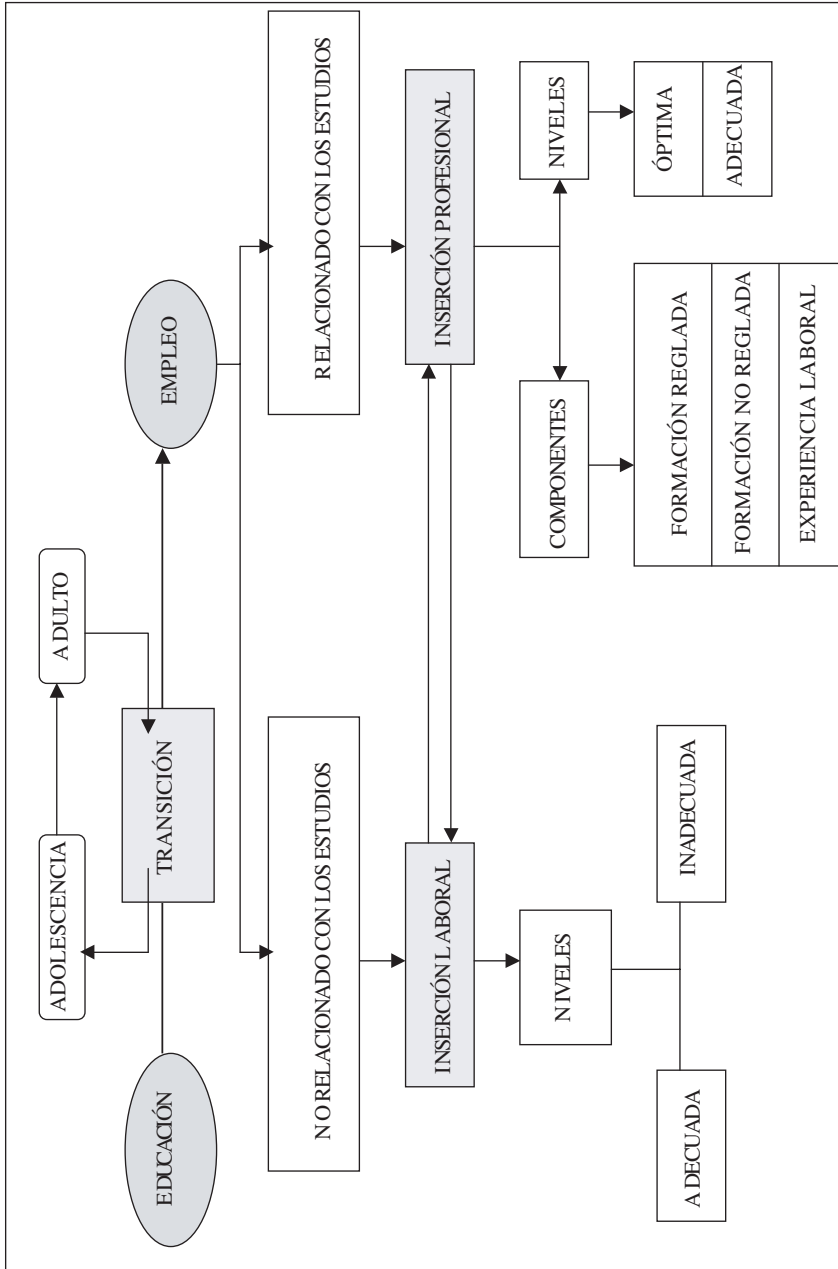 ADOLESCENCIA
ADULTO
EDUCACIÓN
TRANSICIÓN
EMPLEO
NO RELACIONADO CON LOS ESTUDIOS
RELACIONADO CON LOS ESTUDIOS
INSERCIÓN LABORAL
INSERCIÓN PROFESIONAL
NIVELES
COMPONENTES
NIVELES
ADECUADA
INADECUADA
FORMACIÓN REGLADA
FORMACIÓN NO REGLADA
EXPERIENCIA LABORAL
ÓPTIMA
ADECUADA